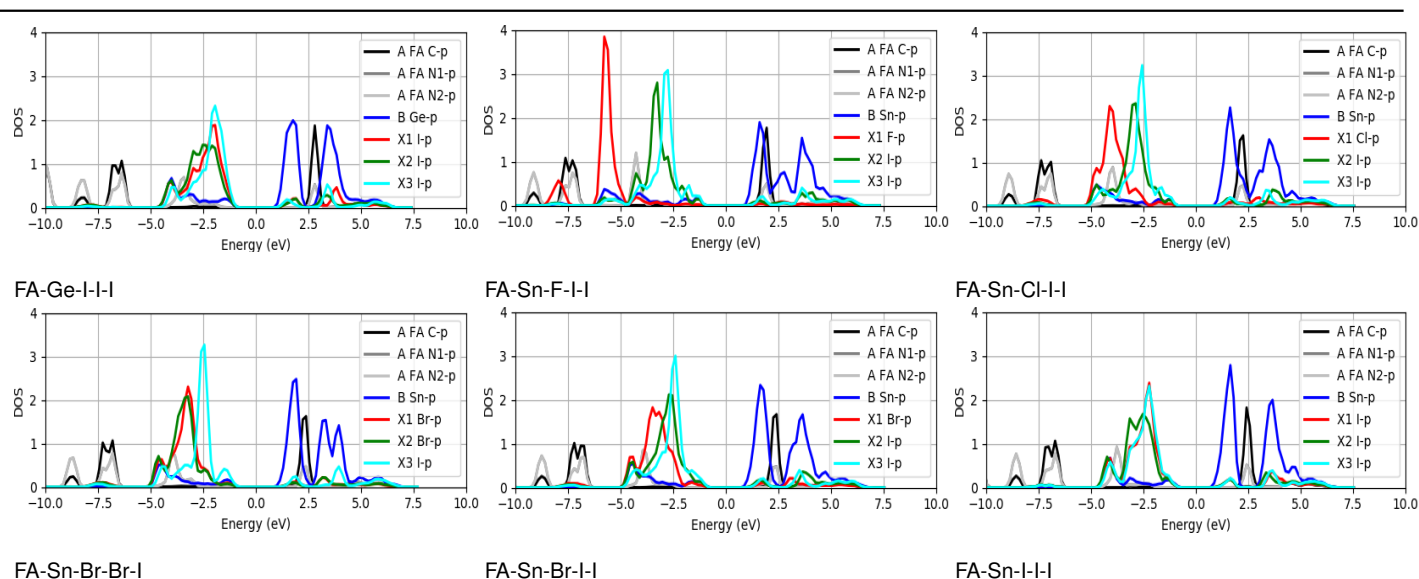 4
3
2
1
0
DOS
−10.0 −7.5 −5.0 −2.5 0.0 2.5 5.0 7.5 10.0
Energy (eV)
A FA C-p
A FA N1-p
A FA N2-p
B Ge-p
X1 I-p
X2 I-p
X3 I-p
FA-Ge-I-I-I
4
3
2
1
0
DOS
−10.0 −7.5 −5.0 −2.5 0.0 2.5 5.0 7.5 10.0
Energy (eV)
A FA C-p
A FA N1-p
A FA N2-p
B Sn-p
X1 F-p
X2 I-p
X3 I-p
FA-Sn-F-I-I
4
3
2
1
0
DOS
−10.0 −7.5 −5.0 −2.5 0.0 2.5 5.0 7.5 10.0
Energy (eV)
A FA C-p
A FA N1-p
A FA N2-p
B Sn-p
X1 Cl-p
X2 I-p
X3 I-p
FA-Sn-Cl-I-I
4
3
2
1
0
DOS
−10.0 −7.5 −5.0 −2.5 0.0 2.5 5.0 7.5 10.0
Energy (eV)
A FA C-p
A FA N1-p
A FA N2-p
B Sn-p
X1 Br-p
X2 Br-p
X3 I-p
FA-Sn-Br-Br-I
4
3
2
1
0
DOS
−10.0 −7.5 −5.0 −2.5 0.0 2.5 5.0 7.5 10.0
Energy (eV)
A FA C-p
A FA N1-p
A FA N2-p
B Sn-p
X1 Br-p
X2 I-p
X3 I-p
FA-Sn-Br-I-I
4
3
2
1
0
DOS
−10.0 −7.5 −5.0 −2.5 0.0 2.5 5.0 7.5 10.0
Energy (eV)
A FA C-p
A FA N1-p
A FA N2-p
B Sn-p
X1 I-p
X2 I-p
X3 I-p
FA-Sn-I-I-I